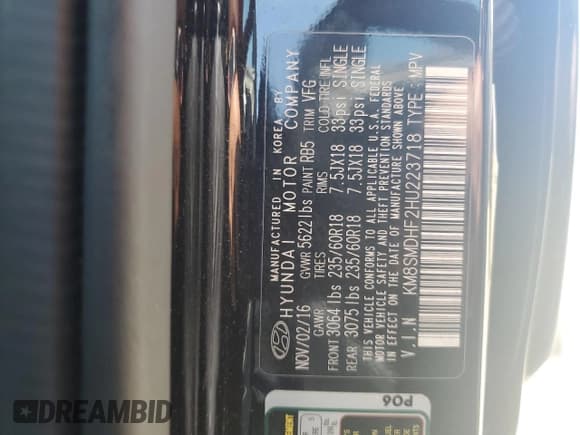 MANUFACTURED IN KOREA BY
HYUNDAI MOTOR COMPANY
NOV/02/16 GVWR 5622 lbs PAINT RB5 TRIM VFG
GAWR TIRES RIMS COLD TIRE INFL
FRONT 3064 lbs 235/60R18 7.5JX18 33psi SINGLE
REAR 3075 lbs 235/60R18 7.5JX18 33psi SINGLE
THIS VEHICLE CONFORMS TO ALL APPLICABLE U.S.A. FEDERAL
MOTOR VEHICLE SAFETY AND THEFT PREVENTION STANDARDS
IN EFFECT ON THE DATE OF MANUFACTURE SHOWN ABOVE.
V.I.N KM8SMDHF2HU223718 TYPE : MPV
P06
DREAMBID